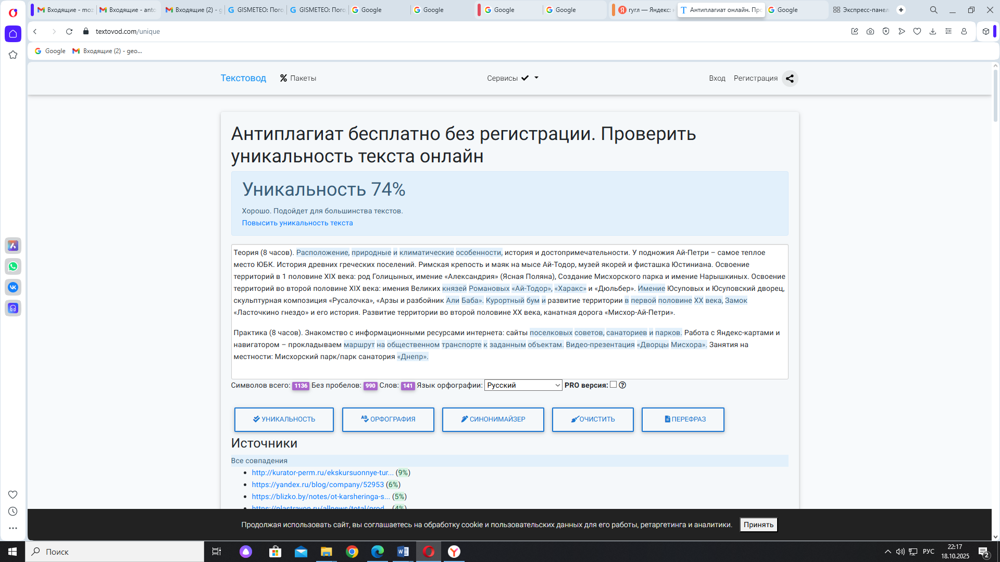 Входящие - moz
Входящие - anto
Входящие (2) - g
GISMETEO: Пого
GISMETEO: Пого
Google
Google
Google
Google
гугл — Яндекс: н
Антиплагиат онлайн. Про
Google
Экспресс-панел
textovod.com/unique
Google
Входящие (2) - geo...
Текстовод
Пакеты
Сервисы
Вход
Регистрация
Антиплагиат бесплатно без регистрации. Проверить
уникальность текста онлайн
Уникальность 74%
Хорошо. Подойдет для большинства текстов.
Повысить уникальность текста
Теория (8 часов). Расположение, природные и климатические особенности, история и достопримечательности. У подножия Ай-Петри – самое теплое
место ЮБК. История древних греческих поселений. Римская крепость и маяк на мысе Ай-Тодор, музей якорей и фисташка Юстиниана. Освоение
территорий в 1 половине XIX века: род Голицыных, имение «Александрия» (Ясная Поляна), Создание Мисхорского парка и имение Нарышкиных. Освоение
территорий во второй половине XIX века: имения Великих князей Романовых «Ай-Тодор», «Харакс» и «Дюльбер». Имение Юсуповых и Юсуповский дворец,
скульптурная композиция «Русалочка», «Арзы и разбойник Али Баба». Курортный бум и развитие территории в первой половине XX века, Замок
«Ласточкино гнездо» и его история. Развитие территории во второй половине XX века, канатная дорога «Мисхор-Ай-Петри».
Практика (8 часов). Знакомство с информационными ресурсами интернета: сайты поселковых советов, санаториев и парков. Работа с Яндекс-картами и
навигатором – прокладываем маршрут на общественном транспорте к заданным объектам. Видео-презентация «Дворцы Мисхора». Занятия на
местности: Мисхорский парк/парк санатория «Днепр».
Символов всего: 1136 Без пробелов: 990 Слов: 141 Язык орфографии: Русский PRO версия:
УНИКАЛЬНОСТЬ
ОРФОГРАФИЯ
СИНОНИМАЙЗЕР
ОЧИСТИТЬ
ПЕРЕФРАЗ
Источники
Все совпадения
http://kurator-perm.ru/ekskursuonnye-tur... (9%)
https://yandex.ru/blog/company/52953 (6%)
https://blizko.by/notes/ot-karsheringa-s... (5%)
https://plastrayon.ru/allnews/total/prod... (4%)
Продолжая использовать сайт, вы соглашаетесь на обработку cookie и пользовательских данных для его работы, ретаргетинга и аналитики.
Принять
Поиск
РУС
22:17
18.10.2025
2